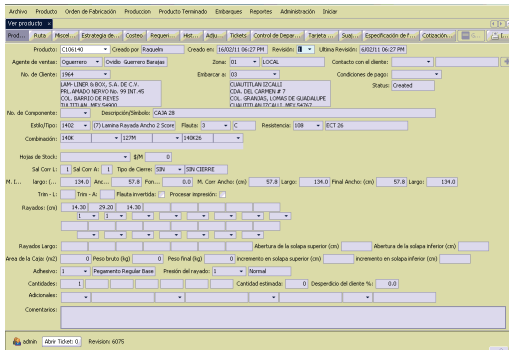 Archivo Producto Orden de Fabricación Produccion Producto Terminado Embarques Reportes Administración Iniciar
Ver producto
Prod... Ruta Miscel... Estrategia de... Costeo Requeri... Hist... Adju... Tickets Control de Depar... Tarjeta ... Suaj... Especificación de f... Cotización...
Producto: C106140 Creado por Raquelm Creado en: 16/02/11 06:27 PM Revisión: Ultima Revisión: 6/02/11 06:27 PM
Agente de ventas: Oguerrero Ovidio Guerrero Barajas Zona: 01 LOCAL Contacto con el cliente:
No. de Cliente: 1964 Embarcar a: 03 Condiciones de pago:
LAM- LINER & BOX, S.A. DE C.V. CUAUTITLAN IZCALLI Status: Created
PRL.AMADO NERVO No. 99 INT.45 CDA. DEL CARMEN # 7
COL. BARRIO DE REYES COL. GRANJAS, LOMAS DE GUADALUPE
No. de Componente: Descripción/Símbolo: CAJA 28
Estilo/Tipo: 1402 (7) Lamina Rayada Ancho 2 Score Flauta: 3 C Resistencia: 108 ECT 26
Combinación: 140K 127M 140K26
Hojas de Stock: $/M 0
Sal Corr L: 1 Sal Corr A: 1 Tipo de Cierre: SIN SIN CIERRE
M. I... largo: (... 134.0 Anc... 57.8 Fon... 0.0 M. Corr Ancho: (cm) 57.8 Largo: 134.0 Final Ancho: (cm) 57.8 Largo: 134.0
Trim - L: Trim - A: Flauta invertida: Procesar impresión:
Rayados: (cm) 14.30 29.20 14.30
1 1
Rayados Largo: Abertura de la solapa superior (cm) Abertura de la solapa inferior (cm)
Area de la Caja: (m2) 0 Peso bruto (kg) 0 Peso final (kg) 0 incremento en solapa superior (cm) incremento en solapa inferior (cm)
Adhesivo: 1 Pegamento Regular Base Presión del rayado: 1 Normal
Cantidades: 1 Cantidad estimada: 0 Desperdicio del cliente %: 0.0
Adicionales:
Comentarios:
admin Abrir Ticket: 0 Revision: 6075